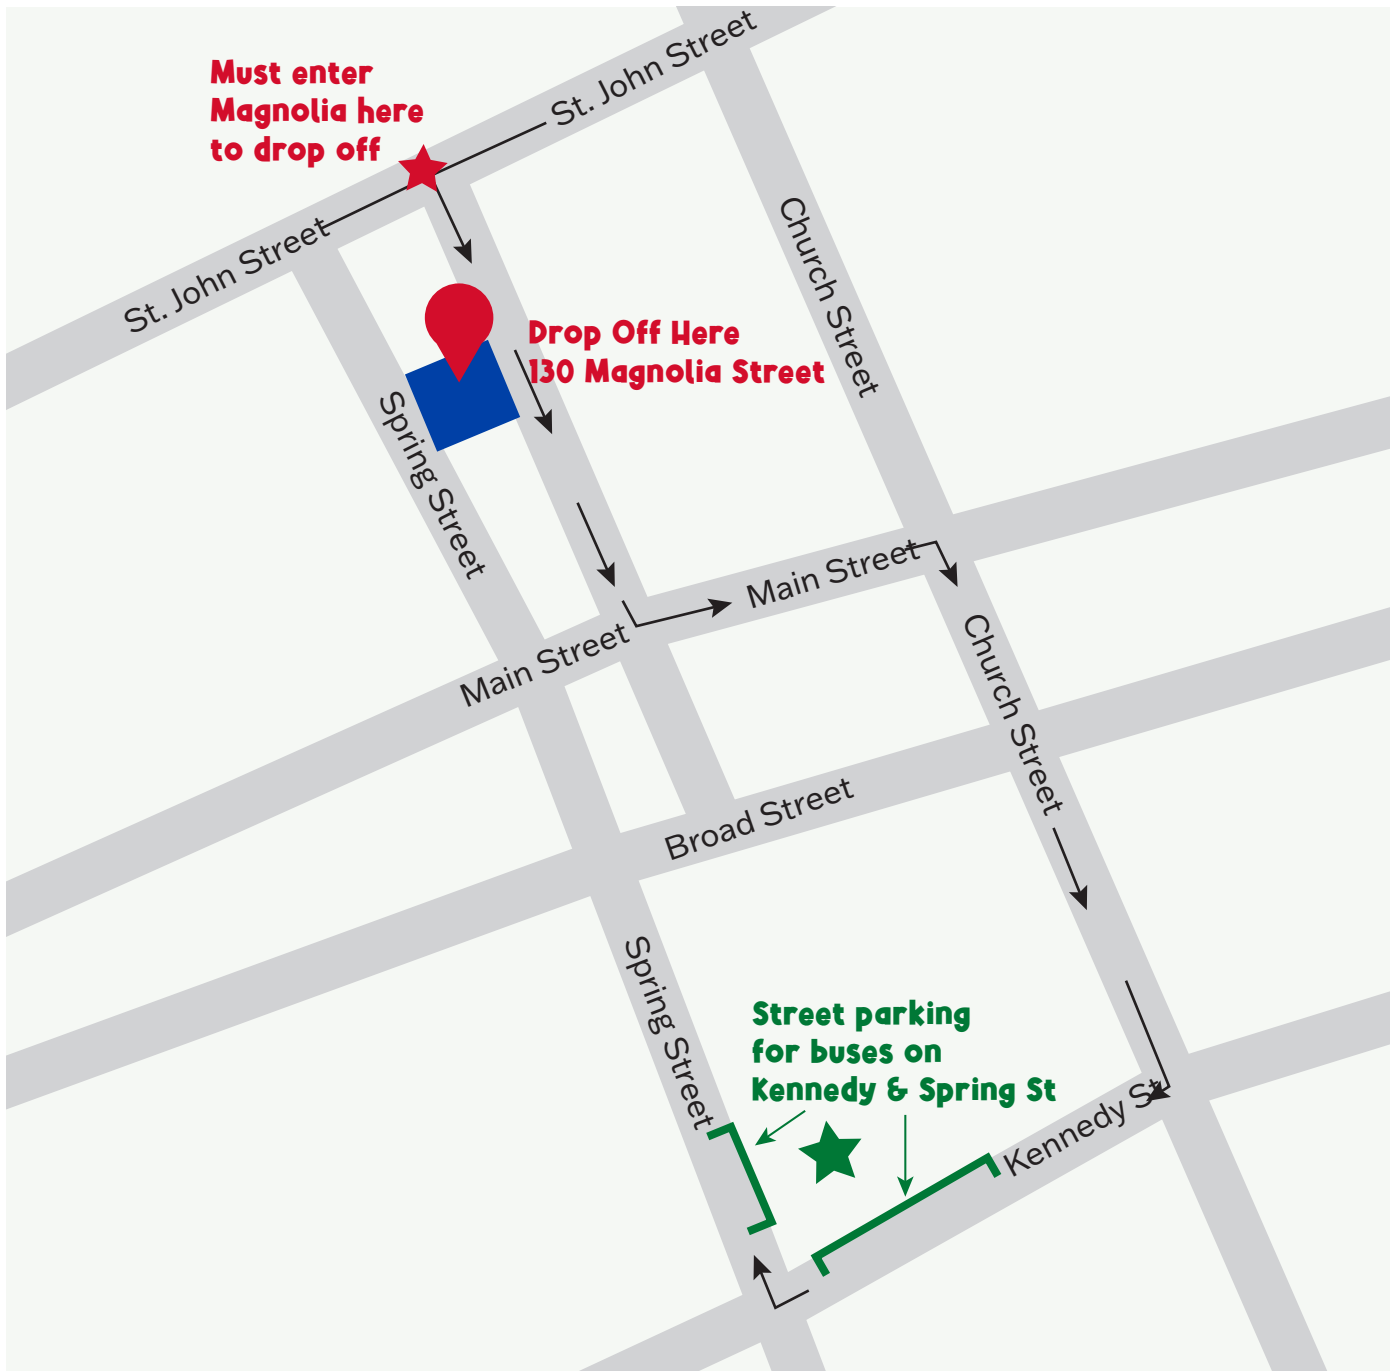 St. John Street
Must enter
Magnolia here
to drop off
St. John Street
Church Street
Drop Off Here
130 Magnolia Street
Spring Street
Main Street
Main Street
Church Street
Broad Street
Spring Street
Street parking
for buses on
Kennedy & Spring St
Kennedy St